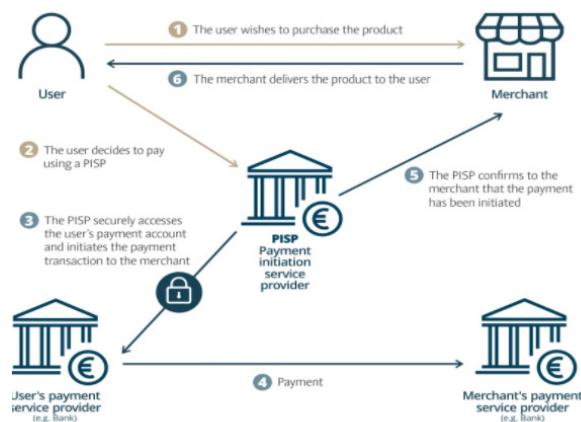 1 The user wishes to purchase the product
6 The merchant delivers the product to the user
User
Merchant
2 The user decides to pay
using a PISP
5 The PISP confirms to the
merchant that the payment
has been initiated
3 The PISP securely accesses
the user's payment account
and initiates the payment
transaction to the merchant
€
PISP
Payment
initiation
service
provider
€
€
4 Payment
User's payment
service provider
(e.g. Bank)
Merchant's payment
service provider
(e.g. Bank)